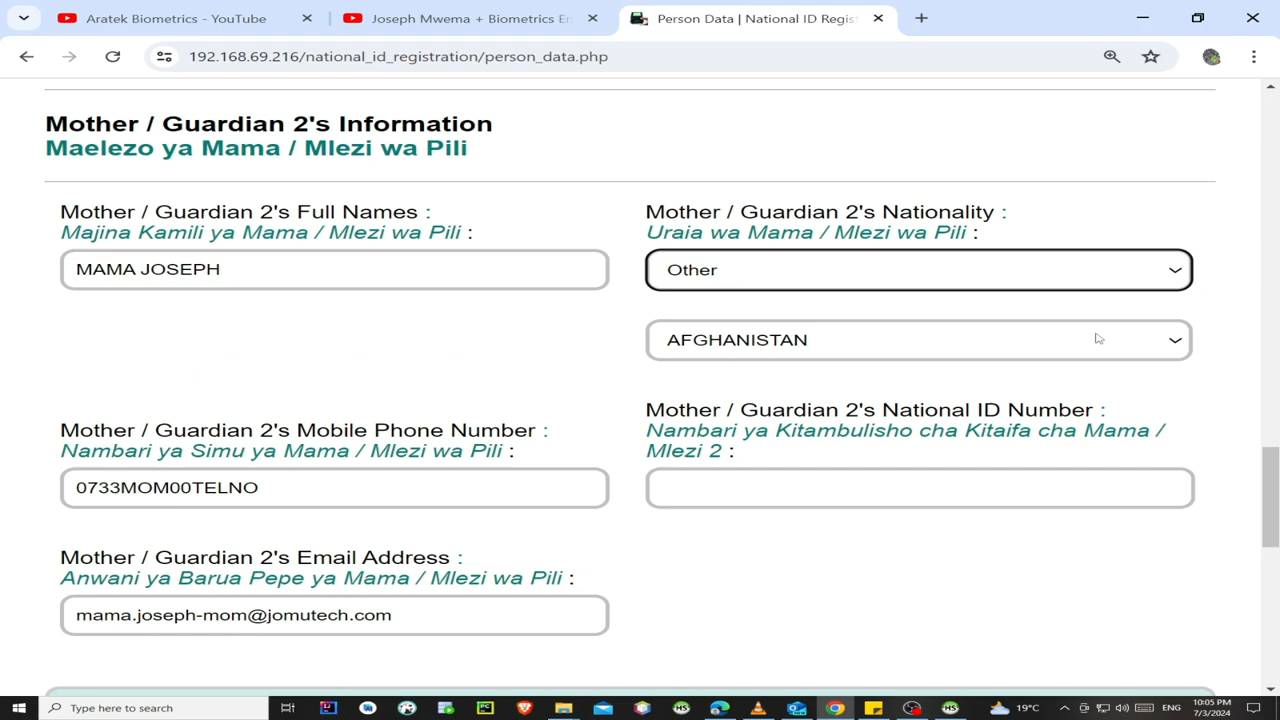 Aratek Biometrics - YouTube
Joseph Mwema + Biometrics En
Person Data | National ID Regis
192.168.69.216/national_id_registration/person_data.php
Mother / Guardian 2's Information
Maelezo ya Mama / Mlezi wa Pili
Mother / Guardian 2's Full Names :
Majina Kamili ya Mama / Mlezi wa Pili :
MAMA JOSEPH
Mother / Guardian 2's Nationality :
Uraia wa Mama / Mlezi wa Pili :
Other
AFGHANISTAN
Mother / Guardian 2's Mobile Phone Number :
Nambari ya Simu ya Mama / Mlezi wa Pili :
0733MOM00TELNO
Mother / Guardian 2's National ID Number :
Nambari ya Kitambulisho cha Kitaifa cha Mama /
Mlezi 2 :
Mother / Guardian 2's Email Address :
Anwani ya Barua Pepe ya Mama / Mlezi wa Pili :
mama.joseph-mom@jomutech.com
Type here to search
19°C
ENG
10:05 PM
7/3/2024